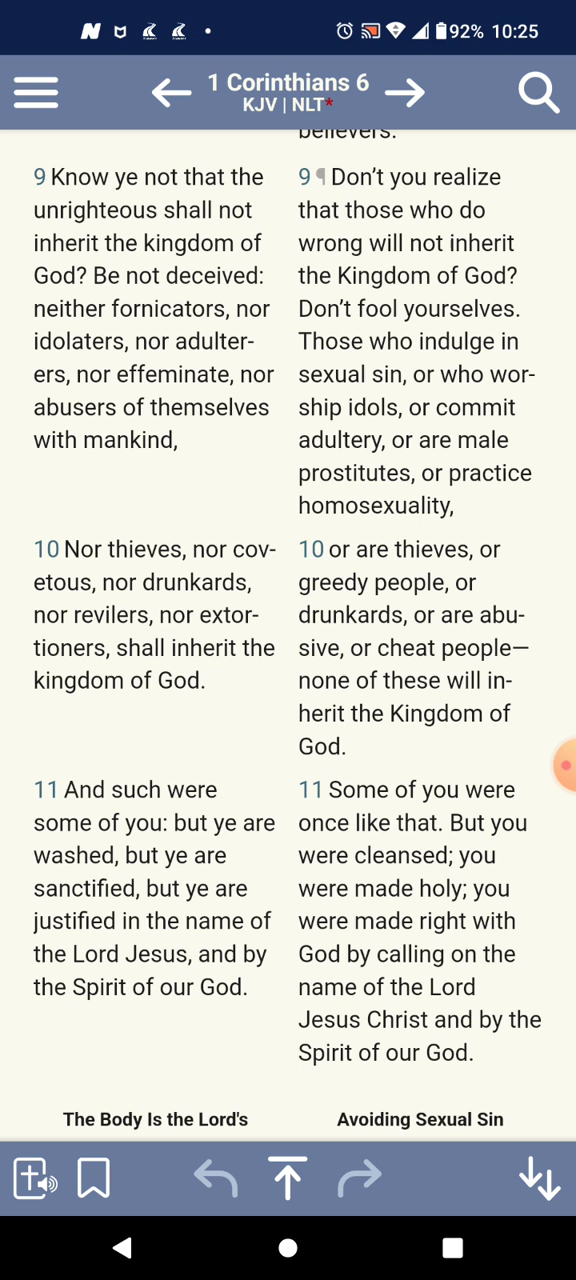 92% 10:25
1 Corinthians 6
KJV | NLT*
believers.
9 Know ye not that the
unrighteous shall not
inherit the kingdom of
God? Be not deceived:
neither fornicators, nor
idolaters, nor adulter-
ers, nor effeminate, nor
abusers of themselves
with mankind,
9 ¶ Don’t you realize
that those who do
wrong will not inherit
the Kingdom of God?
Don’t fool yourselves.
Those who indulge in
sexual sin, or who wor-
ship idols, or commit
adultery, or are male
prostitutes, or practice
homosexuality,
10 Nor thieves, nor cov-
etous, nor drunkards,
nor revilers, nor extor-
tioners, shall inherit the
kingdom of God.
10 or are thieves, or
greedy people, or
drunkards, or are abu-
sive, or cheat people—
none of these will in-
herit the Kingdom of
God.
11 And such were
some of you: but ye are
washed, but ye are
sanctified, but ye are
justified in the name of
the Lord Jesus, and by
the Spirit of our God.
11 Some of you were
once like that. But you
were cleansed; you
were made holy; you
were made right with
God by calling on the
name of the Lord
Jesus Christ and by the
Spirit of our God.
The Body Is the Lord's
Avoiding Sexual Sin